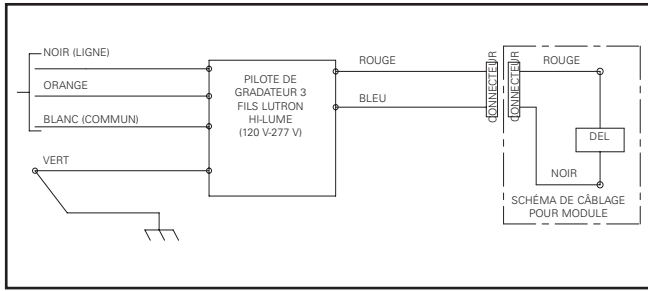 NOIR (LIGNE)
ORANGE
BLANC (COMMUN)
VERT
PILOTE DE
GRADATEUR 3
FILS LUTRON
HI-LUME
(120 V-277 V)
ROUGE
BLEU
CONNECTEUR
CONNECTEUR
ROUGE
DEL
NOIR
SCHÉMA DE CÂBLAGE
POUR MODULE